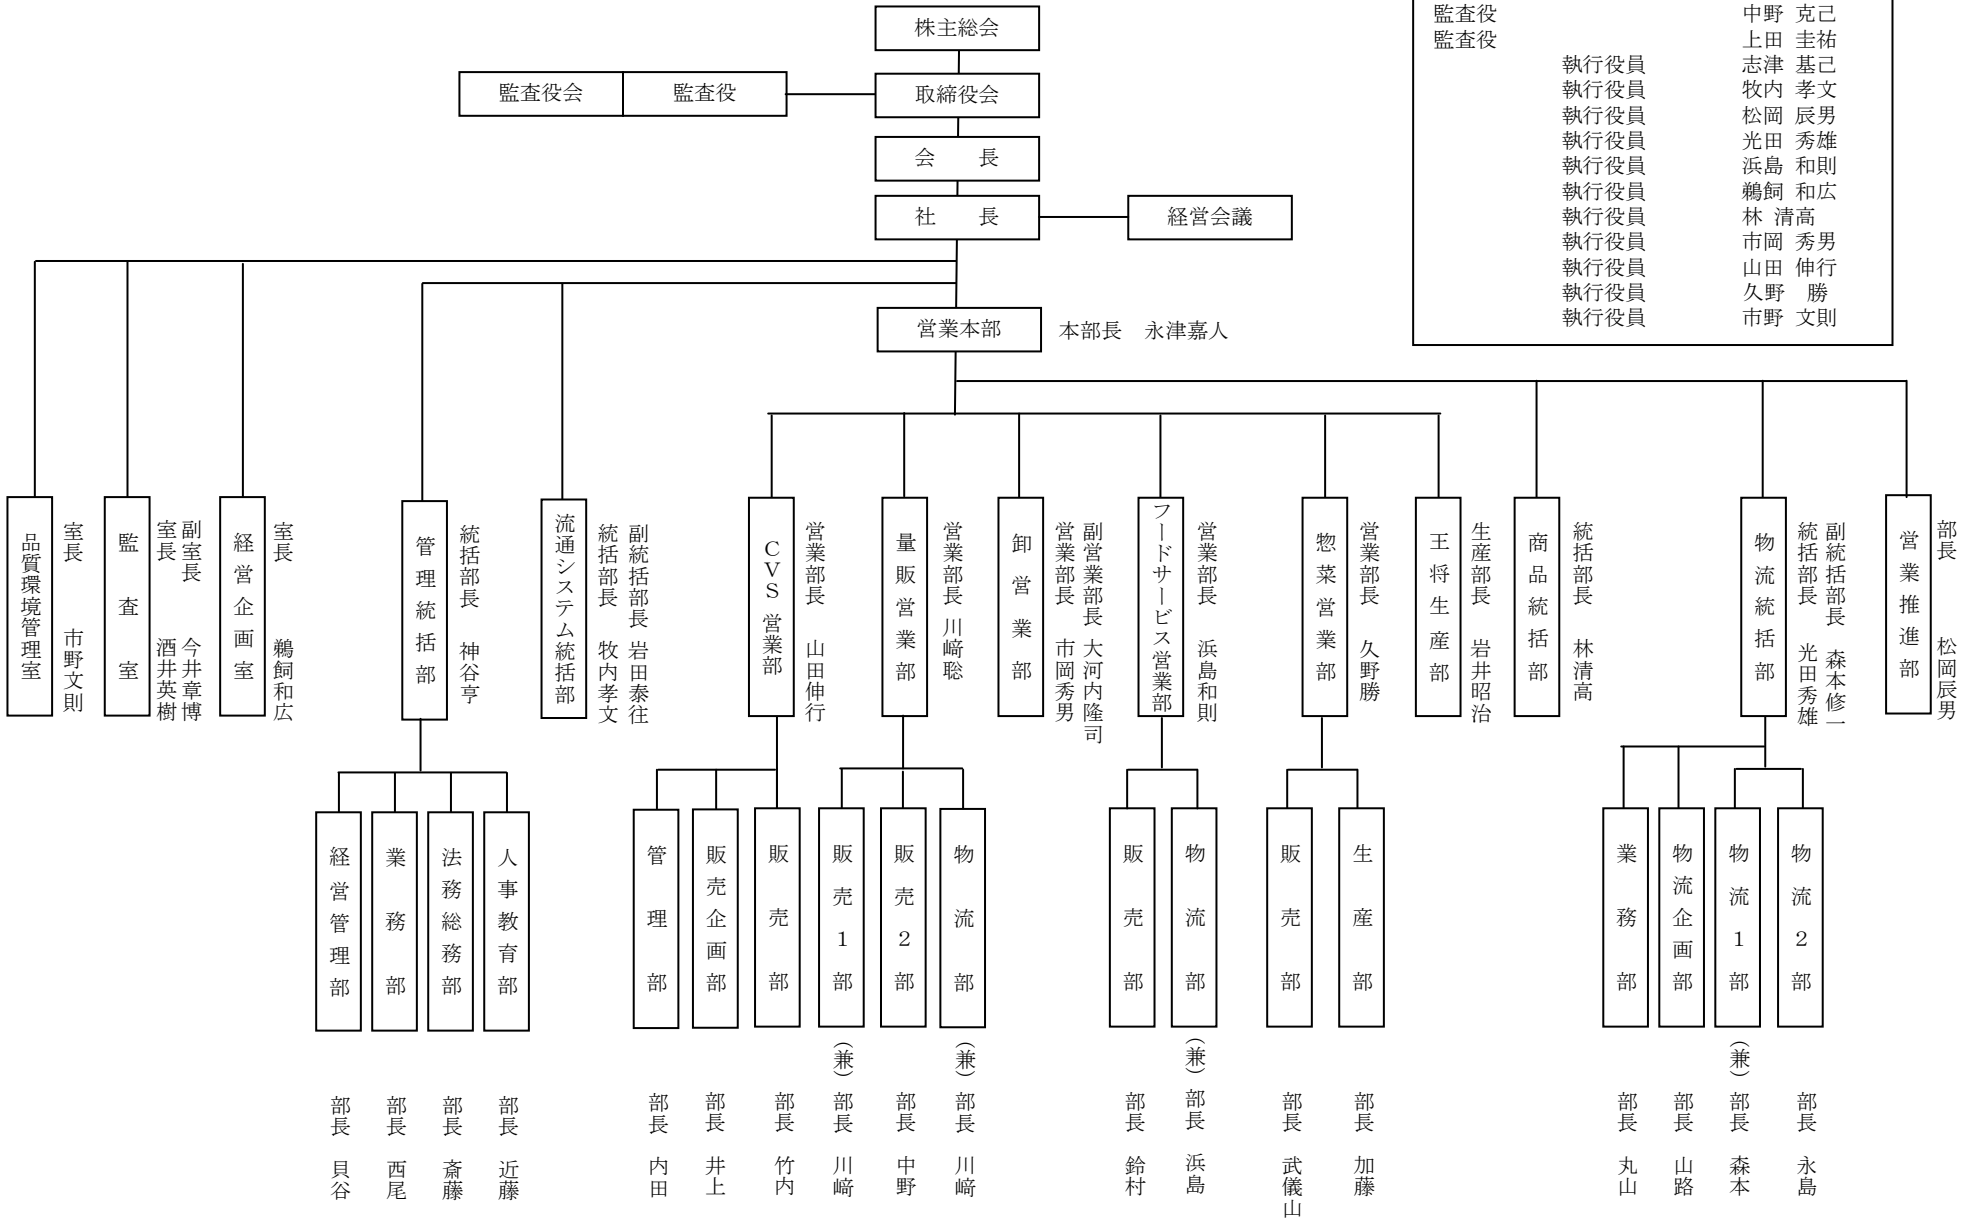 株主総会
監査役会 監査役 取締役会
会　長
社　長 経営会議
営業本部 本部長　永津嘉人
監査役 中野 克己
監査役 上田 圭祐
執行役員 志津 基己
執行役員 牧内 孝文
執行役員 松岡 辰男
執行役員 光田 秀雄
執行役員 浜島 和則
執行役員 鵜飼 和広
執行役員 林 清高
執行役員 市岡 秀男
執行役員 山田 伸行
執行役員 久野　勝
執行役員 市野 文則
品質環境管理室
室長　市野文則
監査室
室長　酒井英樹
副室長　今井章博
経営企画室
室長　鵜飼和広
管理統括部
統括部長　神谷亨
流通システム統括部
統括部長　牧内孝文
副統括部長 岩田泰往
CVS 営業部
営業部長　山田伸行
量販営業部
営業部長 川﨑聡
卸営業部
営業部長　市岡秀男
副営業部長 大河内隆司
フードサービス営業部
営業部長　浜島和則
惣菜営業部
営業部長　久野勝
王将生産部
生産部長　岩井昭治
商品統括部
統括部長　林清高
物流統括部
統括部長　光田秀雄
副統括部長　森本修一
営業推進部
部長　松岡辰男
経営管理部
部長　貝谷
業務部
部長　西尾
法務総務部
部長　斎藤
人事教育部
部長　近藤
管理部
部長　内田
販売企画部
部長　井上
販売部
部長　竹内
販売1部
（兼）部長　川﨑
販売2部
部長　中野
物流部
（兼）部長　川﨑
販売部
部長　鈴村
物流部
（兼）部長　浜島
販売部
部長　武儀山
生産部
部長　加藤
業務部
部長　丸山
物流企画部
部長　山路
物流1部
（兼）部長　森本
物流2部
部長　永島